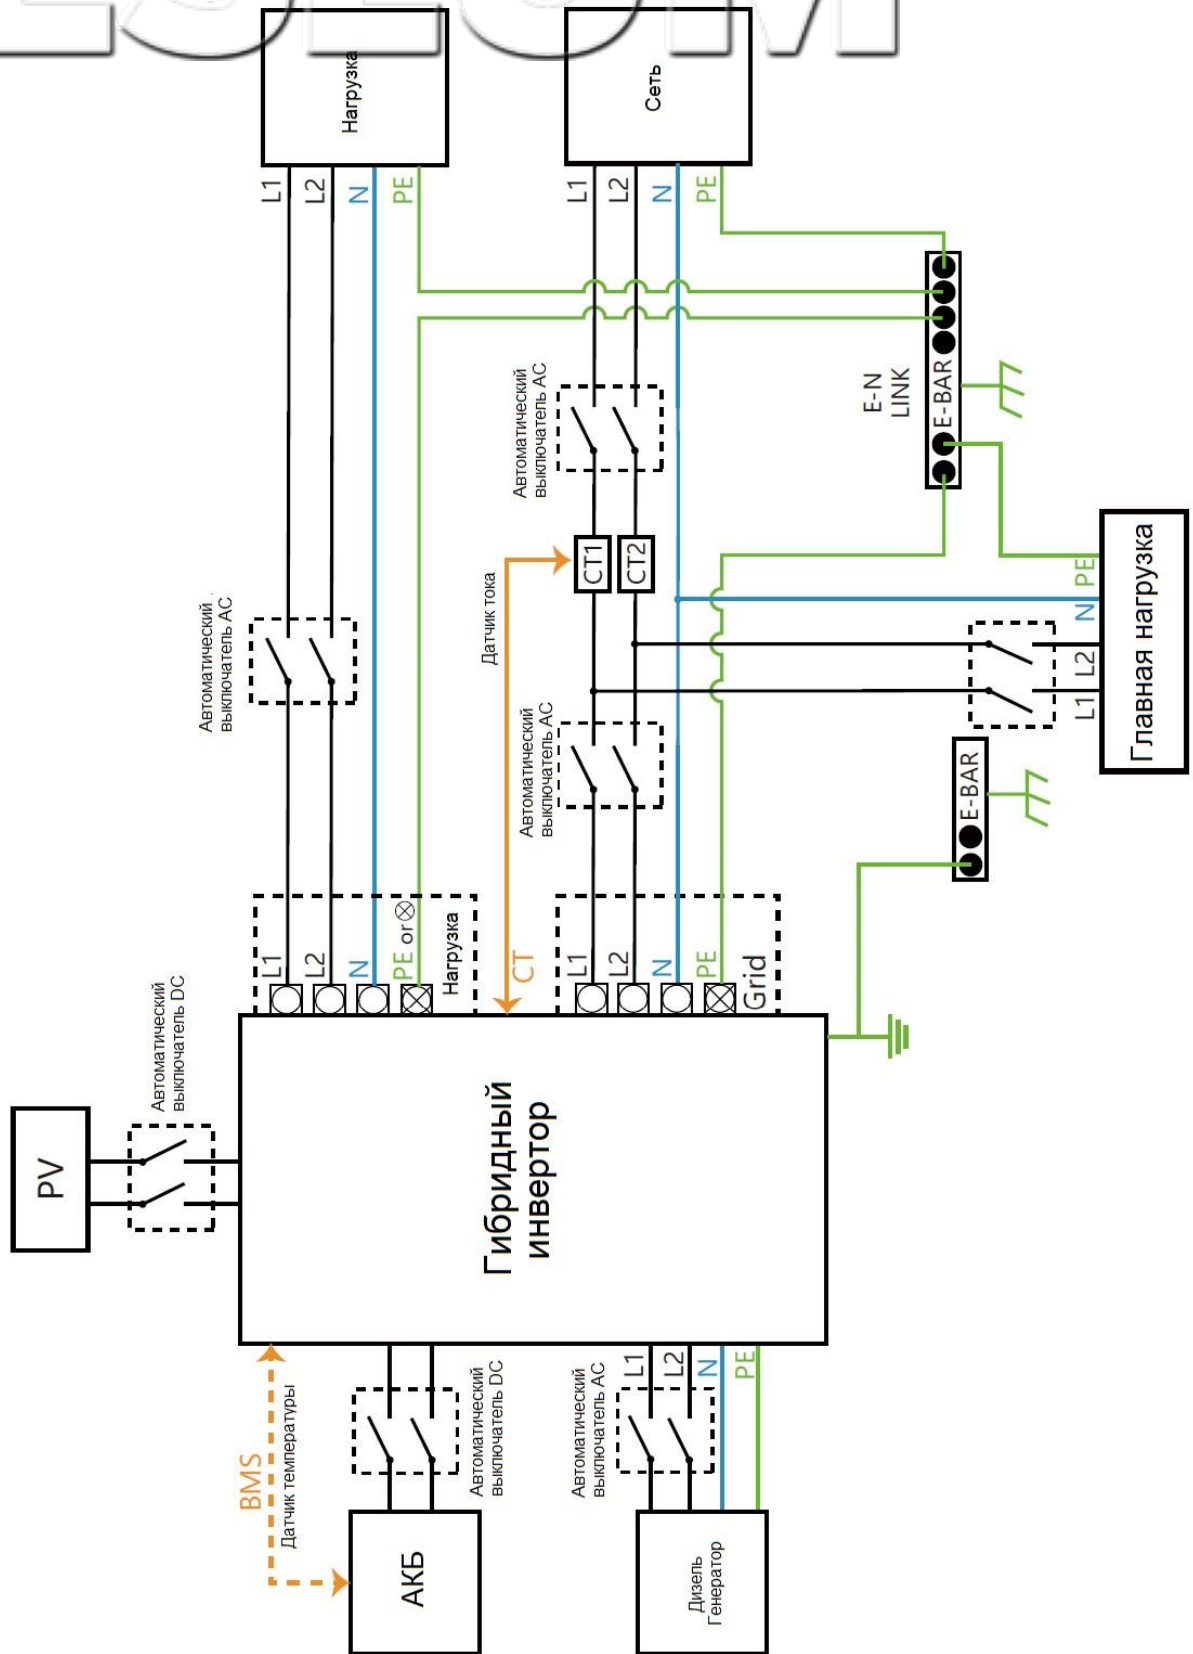 Нагрузка
Сеть
L1
L2
N
PE
L1
L2
N
PE
E-N
LINK
E-BAR
Автоматический
выключатель AC
CT1
CT2
Датчик тока
Автоматический
выключатель AC
Автоматический
выключатель AC
Главная нагрузка
L1
L2
N
PE
E-BAR
L1
L2
N
PE or
Нагрузка
CT
L1
L2
N
PE
Grid
Автоматический
выключатель DC
PV
Гибридный
инвертор
BMS
Датчик температуры
Автоматический
выключатель DC
АКБ
Автоматический
выключатель AC
L1
L2
N
PE
Дизель
Генератор